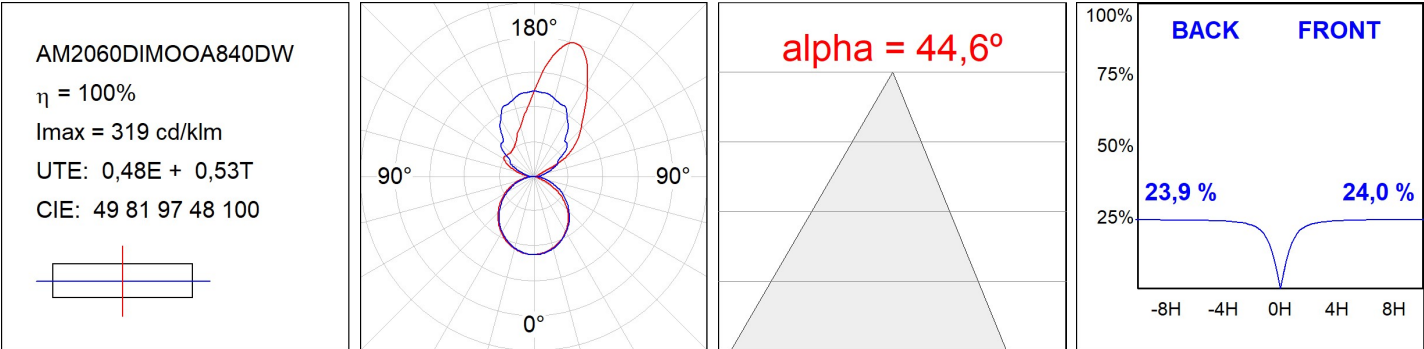 AM2060DIMOOA840DW
η = 100%
Imax = 319 cd/klm
UTE: 0,48E + 0,53T
CIE: 49 81 97 48 100
180°
90° 90°
0°
alpha = 44,6º
100%
BACK FRONT
75%
50%
23,9 % 24,0 %
25%
-8H -4H 0H 4H 8H